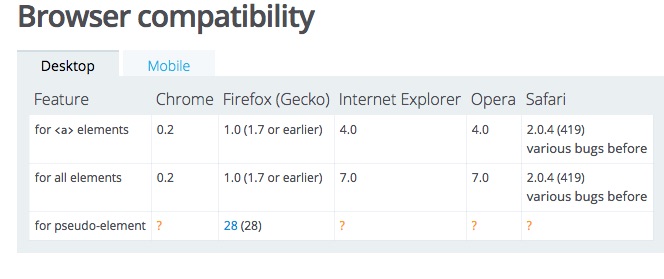 Browser compatibility
Desktop Mobile
Feature Chrome Firefox (Gecko) Internet Explorer Opera Safari
for <a> elements 0.2 1.0 (1.7 or earlier) 4.0 4.0 2.0.4 (419)
various bugs before
for all elements 0.2 1.0 (1.7 or earlier) 7.0 7.0 2.0.4 (419)
various bugs before
for pseudo-element ? 28 (28) ? ? ?